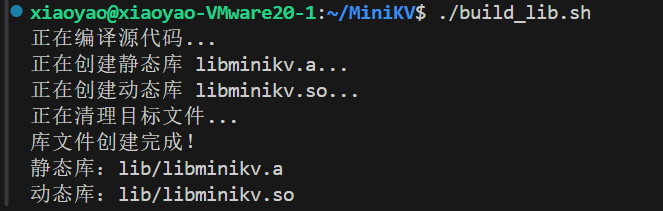 xiaoyao@xiaoyao-VMware20-1:~/MiniKV$ ./build_lib.sh
正在编译源代码...
正在创建静态库 libminikv.a...
正在创建动态库 libminikv.so...
正在清理目标文件...
库文件创建完成！
静态库：lib/libminikv.a
动态库：lib/libminikv.so